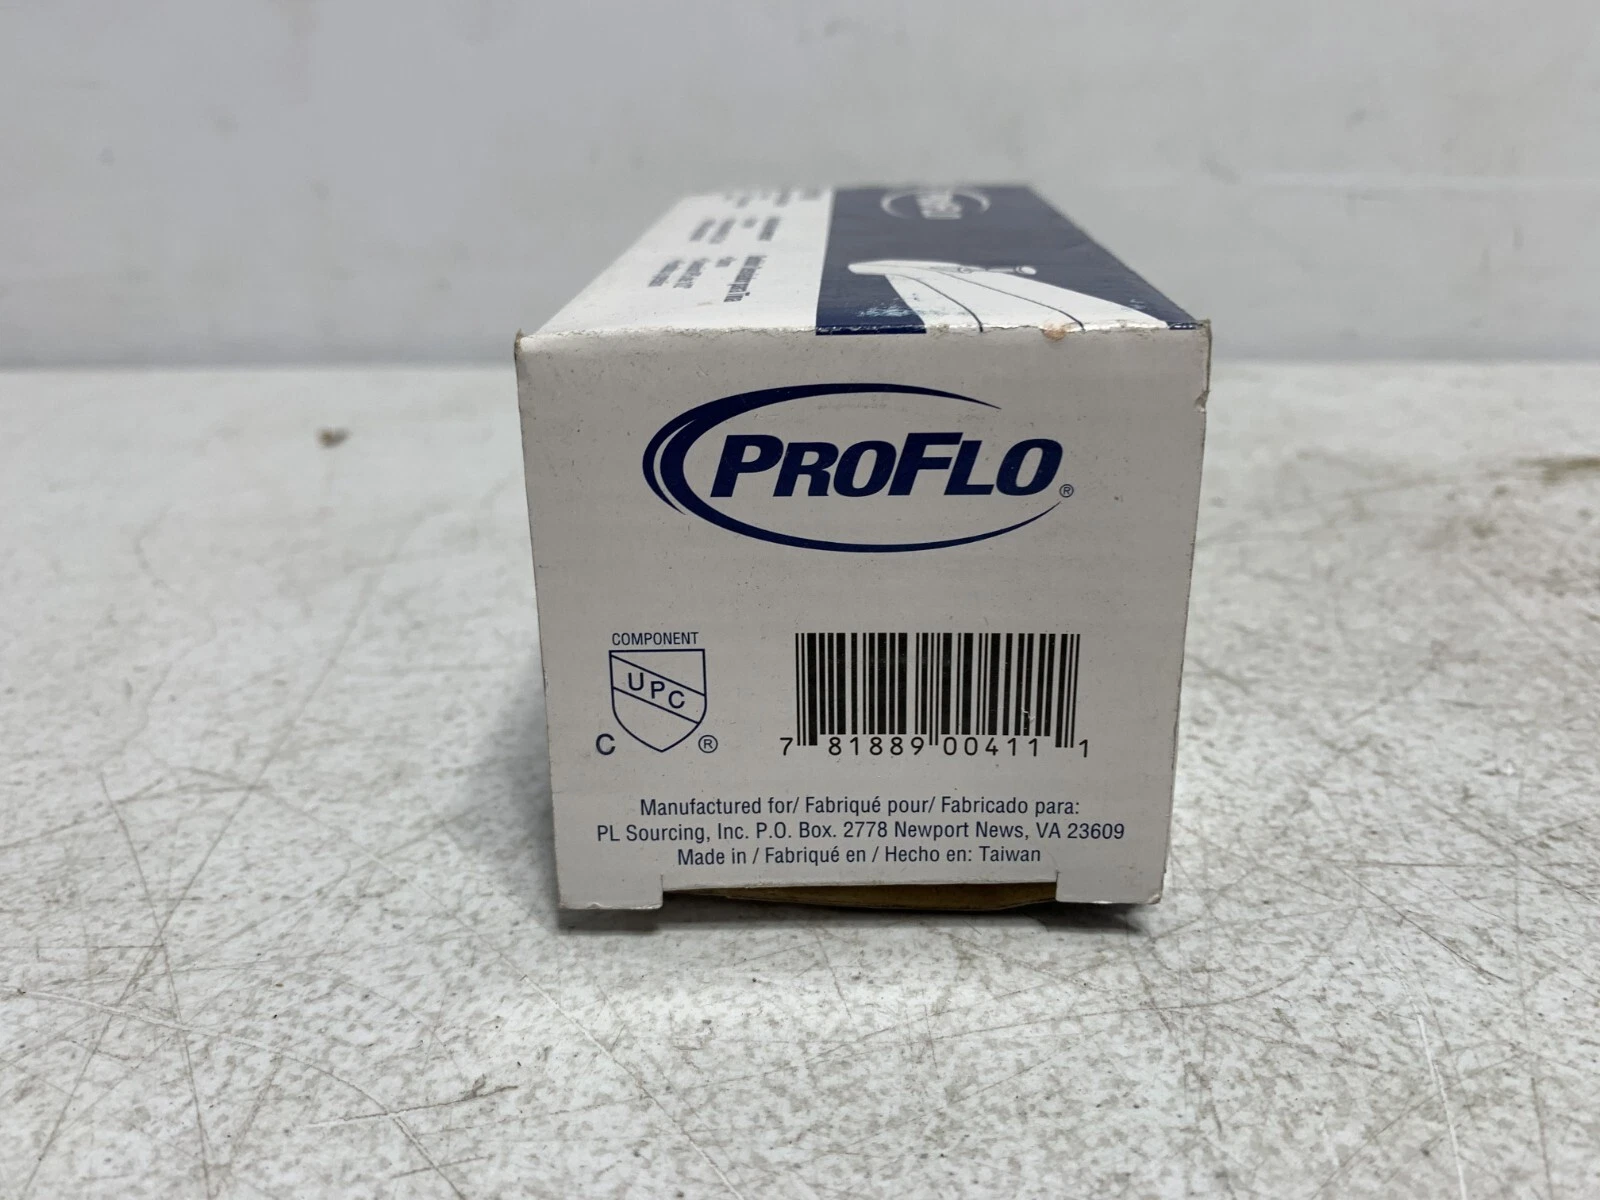 PROFLO
PROFLO®
COMPONENT
UPC
C ®
7 81889 00411 1
Manufactured for/ Fabriqué pour/ Fabricado para:
PL Sourcing, Inc. P.O. Box. 2778 Newport News, VA 23609
Made in / Fabriqué en / Hecho en: Taiwan